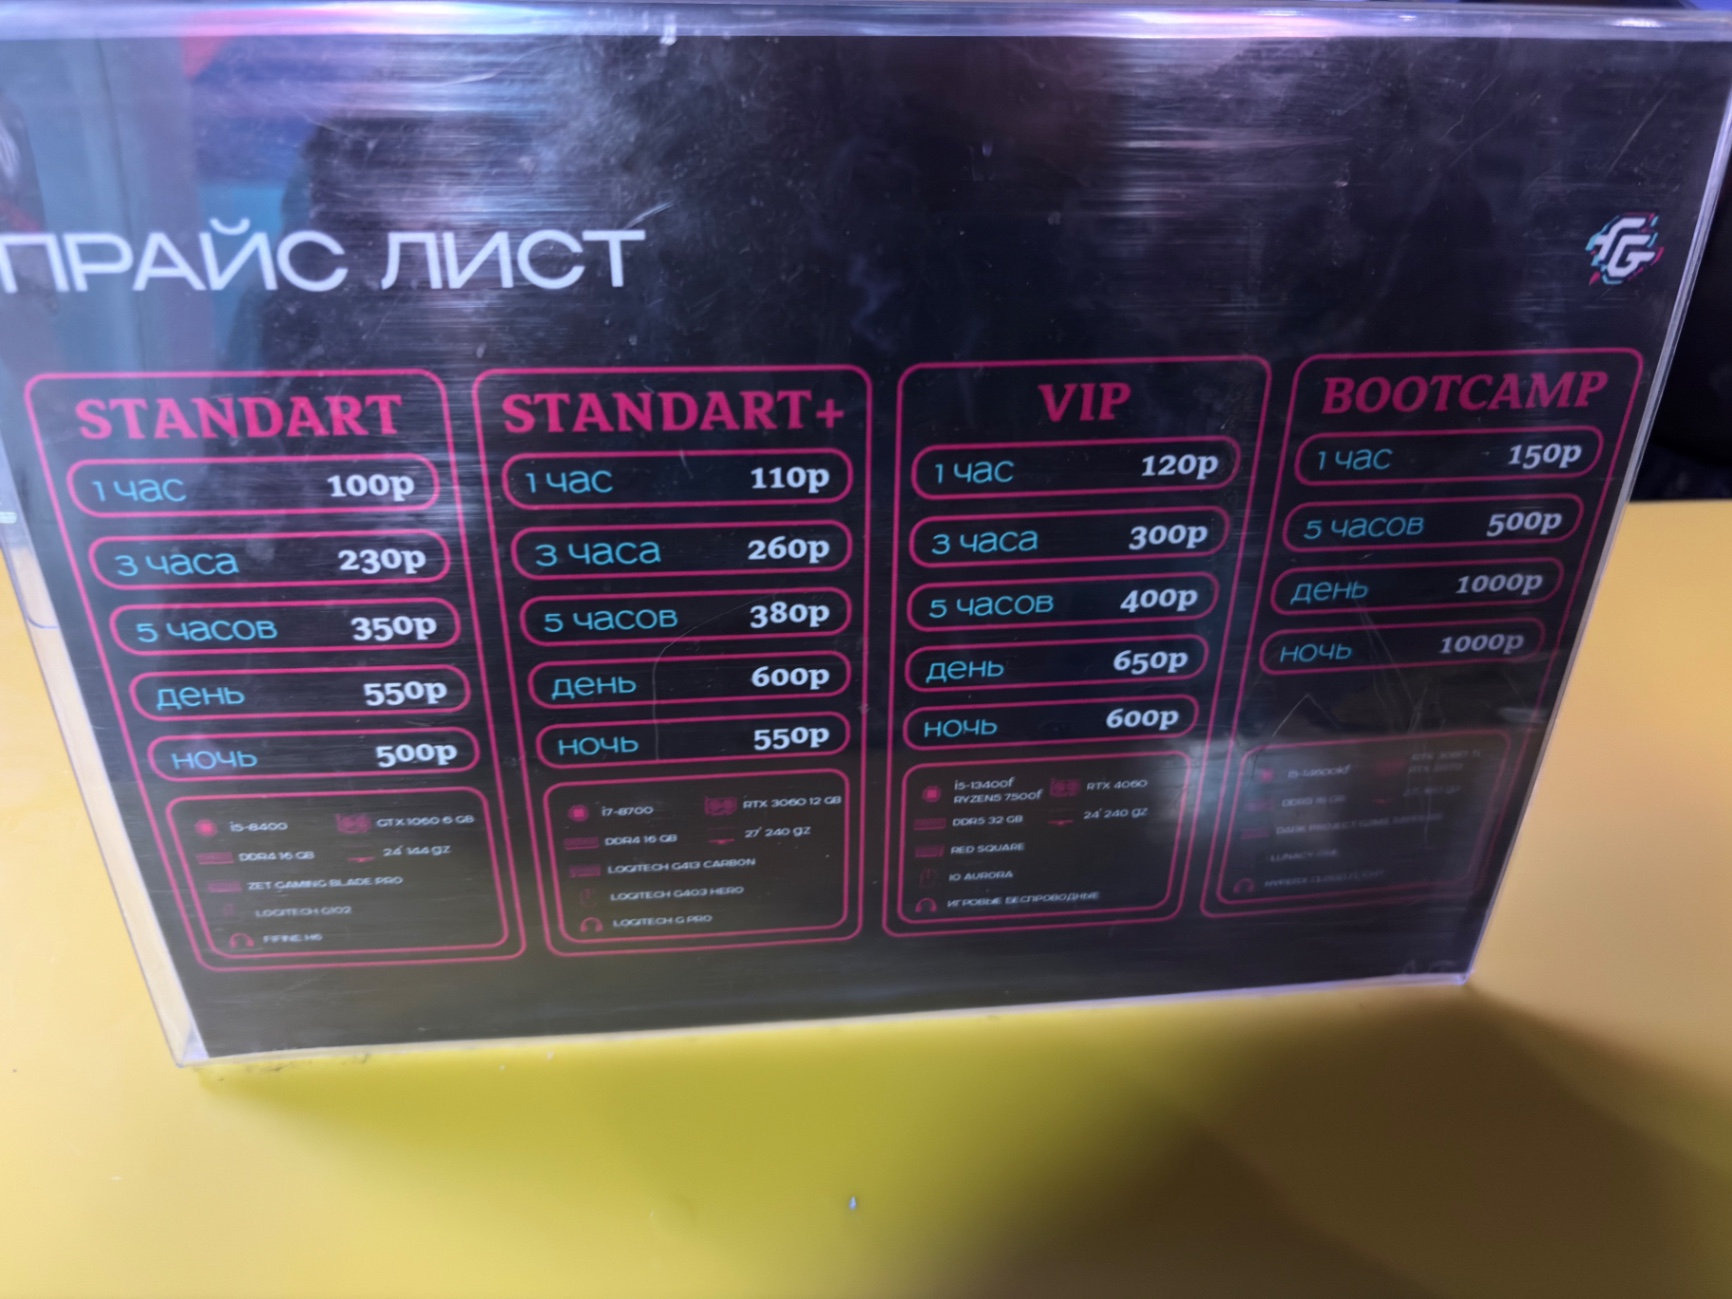 ПРАЙС ЛИСТ
STANDART
1 час 100р
3 часа 230р
5 часов 350р
день 550р
ночь 500р
i5-8400 GTX 1060 6 GB
DDR4 16 GB 24' 144 gz
ZET GAMING BLADE PRO
LOGITECH G102
FIFINE H6
STANDART+
1 час 110р
3 часа 260р
5 часов 380р
день 600р
ночь 550р
i7-8700 RTX 3060 12 GB
DDR4 16 GB 27' 240 gz
LOGITECH G413 CARBON
LOGITECH G403 HERO
LOGITECH G PRO
VIP
1 час 120р
3 часа 300р
5 часов 400р
день 650р
ночь 600р
i5-13400f RTX 4060
RYZEN5 7500f
DDR5 32 GB 24' 240 gz
RED SQUARE
IO AURORA
ИГРОВЫЕ БЕСПРОВОДНЫЕ
BOOTCAMP
1 час 150р
5 часов 500р
день 1000р
ночь 1000р